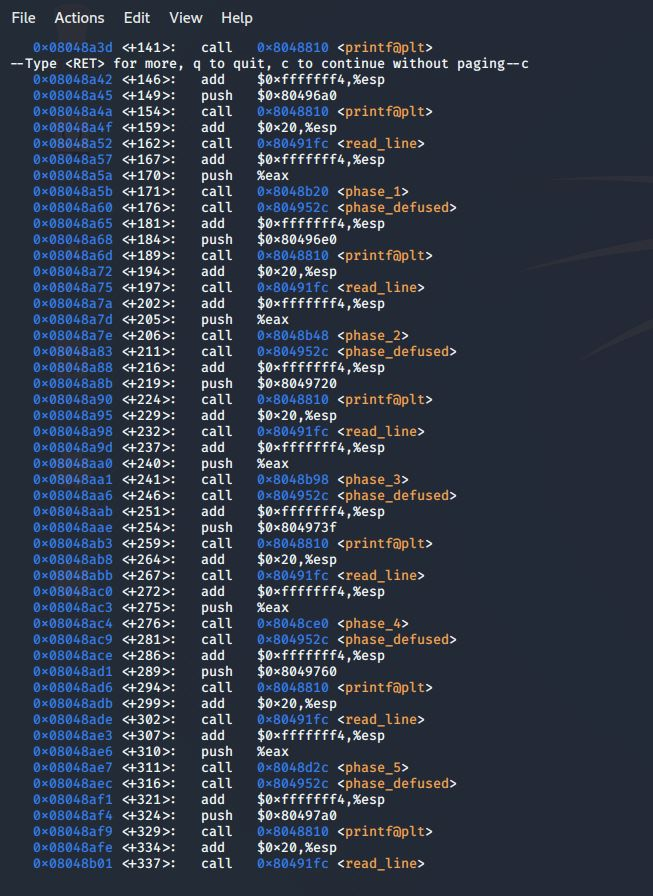 File Actions Edit View Help
0x08048a3d <+141>: call 0x8048810 <printf@plt>
--Type <RET> for more, q to quit, c to continue without paging--c
0x08048a42 <+146>: add $0xfffffff4,%esp
0x08048a45 <+149>: push $0x80496a0
0x08048a4a <+154>: call 0x8048810 <printf@plt>
0x08048a4f <+159>: add $0x20,%esp
0x08048a52 <+162>: call 0x80491fc <read_line>
0x08048a57 <+167>: add $0xfffffff4,%esp
0x08048a5a <+170>: push %eax
0x08048a5b <+171>: call 0x8048b20 <phase_1>
0x08048a60 <+176>: call 0x804952c <phase_defused>
0x08048a65 <+181>: add $0xfffffff4,%esp
0x08048a68 <+184>: push $0x80496e0
0x08048a6d <+189>: call 0x8048810 <printf@plt>
0x08048a72 <+194>: add $0x20,%esp
0x08048a75 <+197>: call 0x80491fc <read_line>
0x08048a7a <+202>: add $0xfffffff4,%esp
0x08048a7d <+205>: push %eax
0x08048a7e <+206>: call 0x8048b48 <phase_2>
0x08048a83 <+211>: call 0x804952c <phase_defused>
0x08048a88 <+216>: add $0xfffffff4,%esp
0x08048a8b <+219>: push $0x8049720
0x08048a90 <+224>: call 0x8048810 <printf@plt>
0x08048a95 <+229>: add $0x20,%esp
0x08048a98 <+232>: call 0x80491fc <read_line>
0x08048a9d <+237>: add $0xfffffff4,%esp
0x08048aa0 <+240>: push %eax
0x08048aa1 <+241>: call 0x8048b98 <phase_3>
0x08048aa6 <+246>: call 0x804952c <phase_defused>
0x08048aab <+251>: add $0xfffffff4,%esp
0x08048aae <+254>: push $0x804973f
0x08048ab3 <+259>: call 0x8048810 <printf@plt>
0x08048ab8 <+264>: add $0x20,%esp
0x08048abb <+267>: call 0x80491fc <read_line>
0x08048ac0 <+272>: add $0xfffffff4,%esp
0x08048ac3 <+275>: push %eax
0x08048ac4 <+276>: call 0x8048ce0 <phase_4>
0x08048ac9 <+281>: call 0x804952c <phase_defused>
0x08048ace <+286>: add $0xfffffff4,%esp
0x08048ad1 <+289>: push $0x8049760
0x08048ad6 <+294>: call 0x8048810 <printf@plt>
0x08048adb <+299>: add $0x20,%esp
0x08048ade <+302>: call 0x80491fc <read_line>
0x08048ae3 <+307>: add $0xfffffff4,%esp
0x08048ae6 <+310>: push %eax
0x08048ae7 <+311>: call 0x8048d2c <phase_5>
0x08048aec <+316>: call 0x804952c <phase_defused>
0x08048af1 <+321>: add $0xfffffff4,%esp
0x08048af4 <+324>: push $0x80497a0
0x08048af9 <+329>: call 0x8048810 <printf@plt>
0x08048afe <+334>: add $0x20,%esp
0x08048b01 <+337>: call 0x80491fc <read_line>